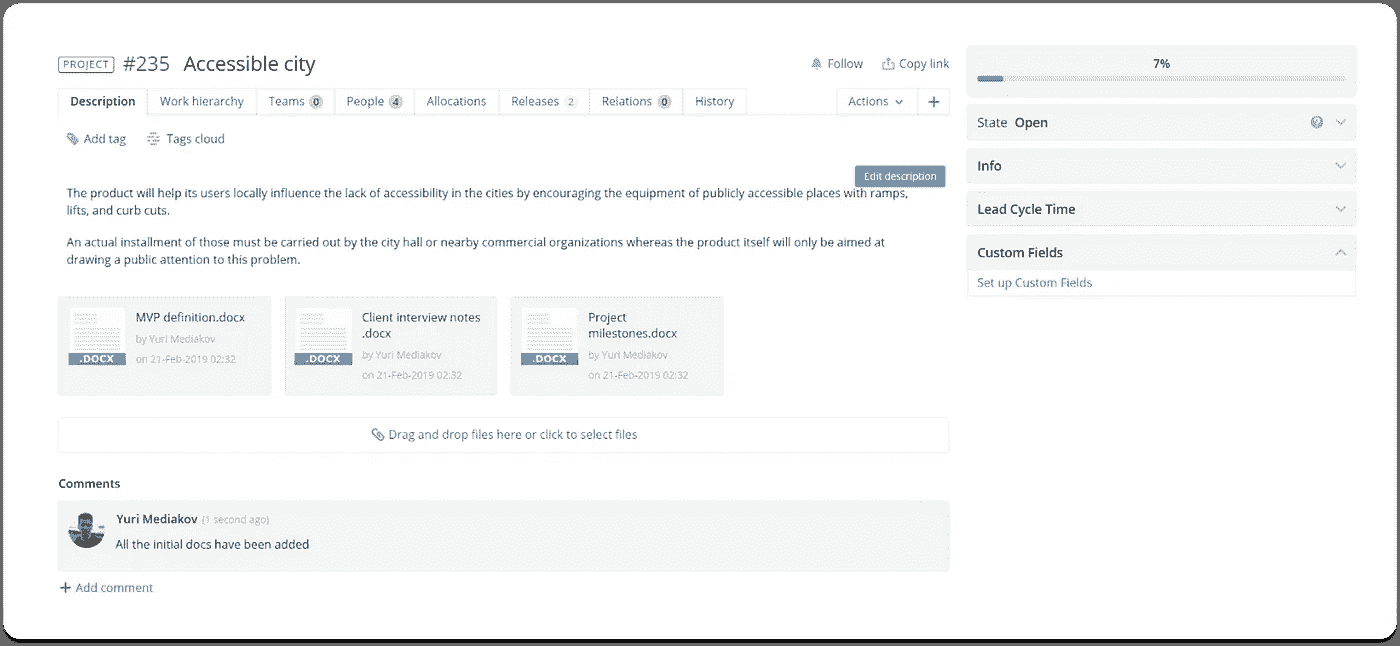 PROJECT #235 Accessible city
Follow Copy link
Description Work hierarchy Teams 0 People 4 Allocations Releases 2 Relations 0 History Actions +
Add tag Tags cloud
Edit description
The product will help its users locally influence the lack of accessibility in the cities by encouraging the equipment of publicly accessible places with ramps,
lifts, and curb cuts.
An actual installment of those must be carried out by the city hall or nearby commercial organizations whereas the product itself will only be aimed at
drawing a public attention to this problem.
.DOCX
MVP definition.docx
by Yuri Mediakov
on 21-Feb-2019 02:32
.DOCX
Client interview notes
.docx
by Yuri Mediakov
on 21-Feb-2019 02:32
.DOCX
Project
milestones.docx
by Yuri Mediakov
on 21-Feb-2019 02:32
Drag and drop files here or click to select files
Comments
Yuri Mediakov (1 second ago)
All the initial docs have been added
+ Add comment
7%
State Open ?
Info
Lead Cycle Time
Custom Fields
Set up Custom Fields